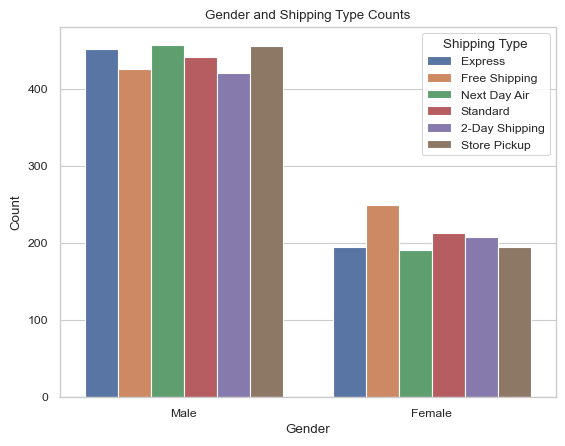 Gender and Shipping Type Counts
Shipping Type
Express
Free Shipping
Next Day Air
Standard
2-Day Shipping
Store Pickup
400
300
200
100
0
Count
Male
Female
Gender